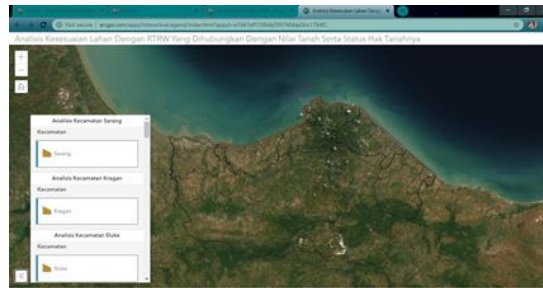 Analisis Kesesuaian Lahan Dengan RTRW Yang Dihubungkan Dengan Nilai Tanah Serta Status Hak Tanahnya
Analisis Kecamatan Sarang
Kecamatan
Sarang
Analisis Kecamatan Kragan
Kecamatan
Kragan
Analisis Kecamatan Sluke
Kecamatan
Sluke